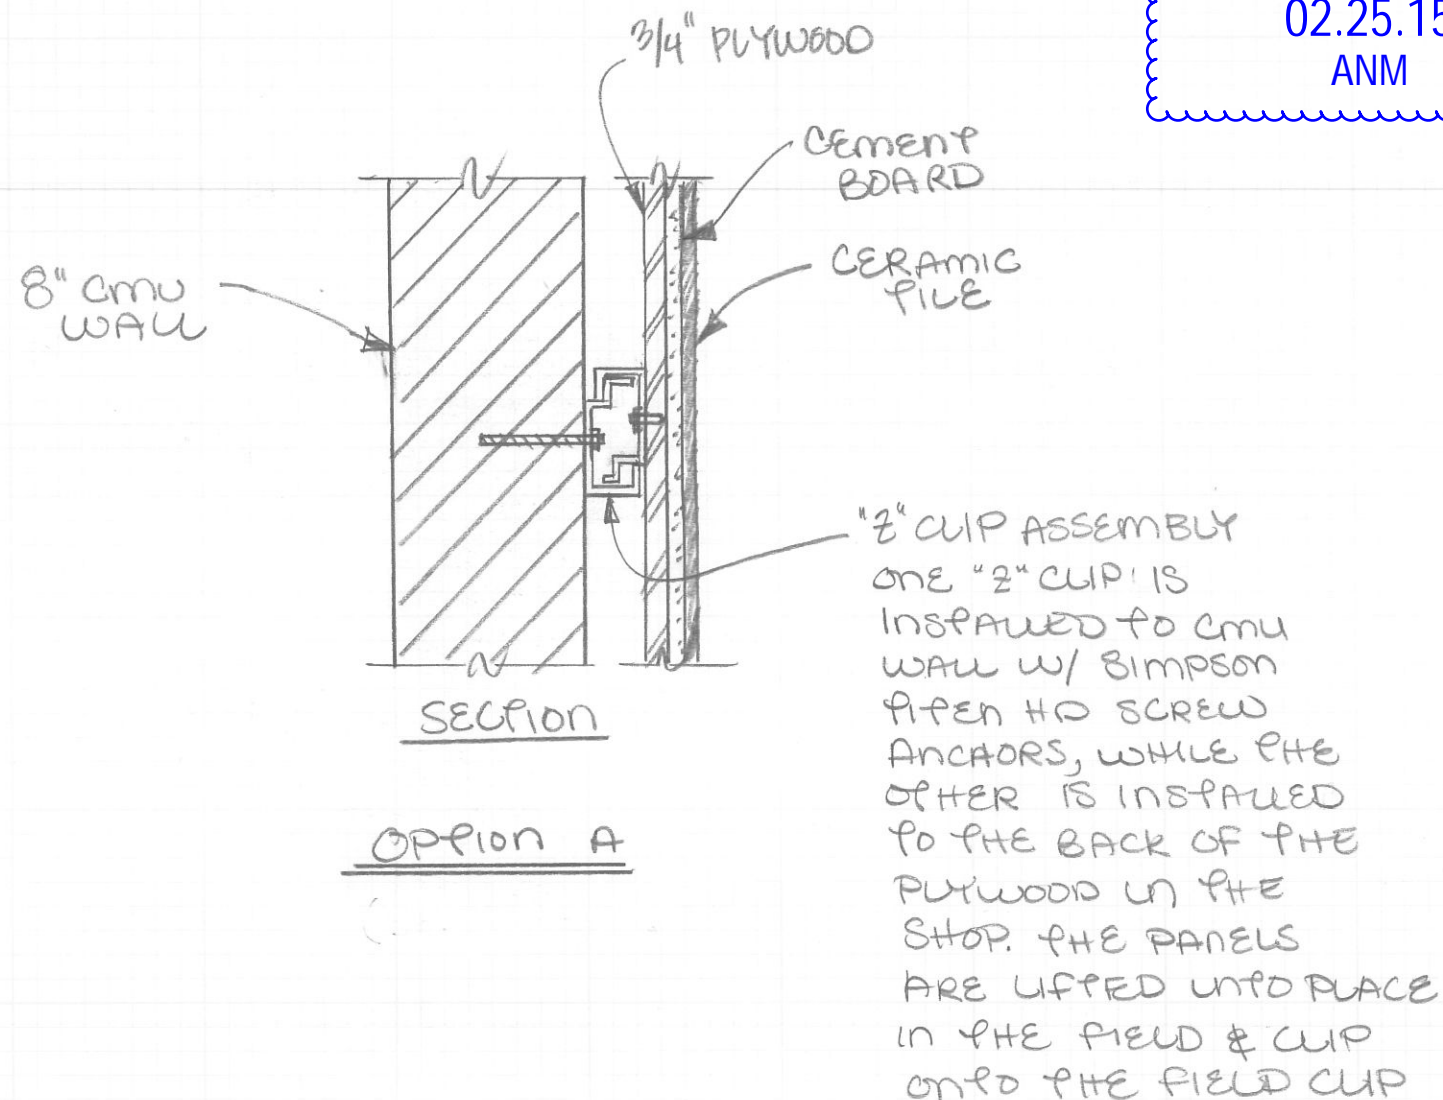 02.25.15
ANM
3/4" PLYWOOD
CEMENT
BOARD
CERAMIC
TILE
8" CMU
WALL
"Z" CLIP ASSEMBLY
ONE "Z" CLIP IS
INSTALLED TO CMU
WALL W/ SIMPSON
TITEN HD SCREW
ANCHORS, WHILE THE
OTHER IS INSTALLED
TO THE BACK OF THE
PLYWOOD IN THE
SHOP. THE PANELS
ARE LIFTED INTO PLACE
IN THE FIELD & CLIP
ONTO THE FIELD CLIP
SECTION
OPTION A